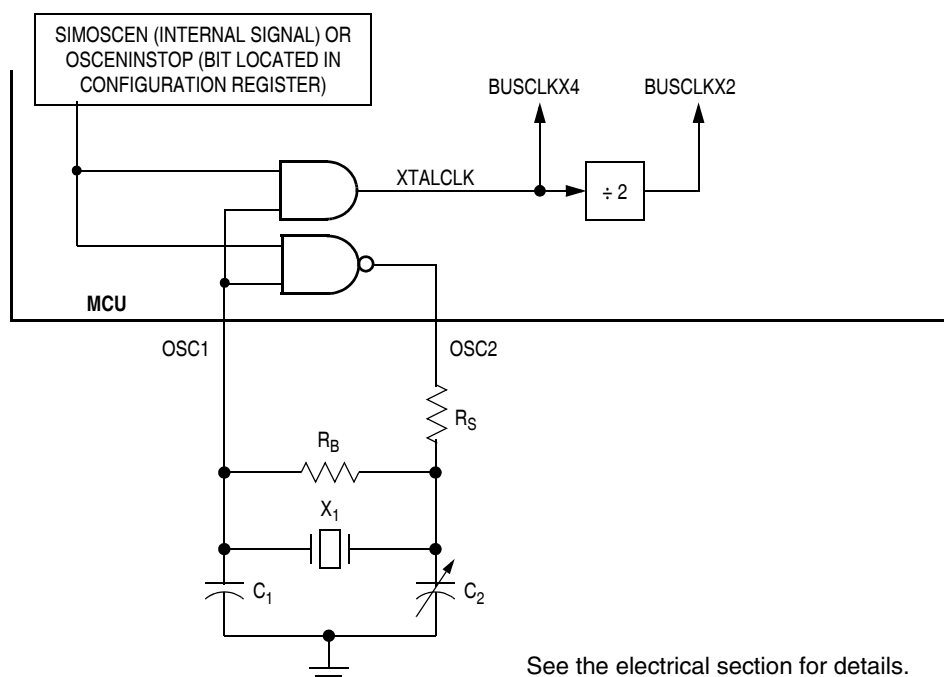 SIMOSCEN (INTERNAL SIGNAL) OR
OSCENINSTOP (BIT LOCATED IN
CONFIGURATION REGISTER)
BUSCLKX4
BUSCLKX2
XTALCLK
÷ 2
MCU
OSC1
OSC2
RS
RB
X1
C1
C2
See the electrical section for details.